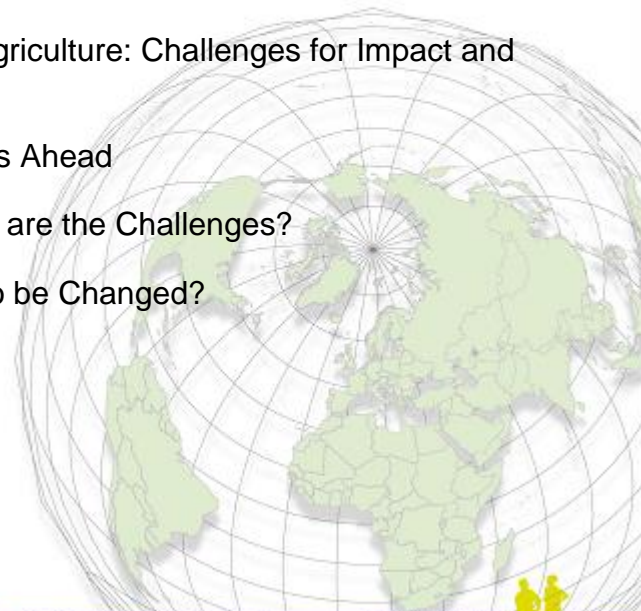 griculture: Challenges for Impact and
s Ahead
are the Challenges?
be Changed?